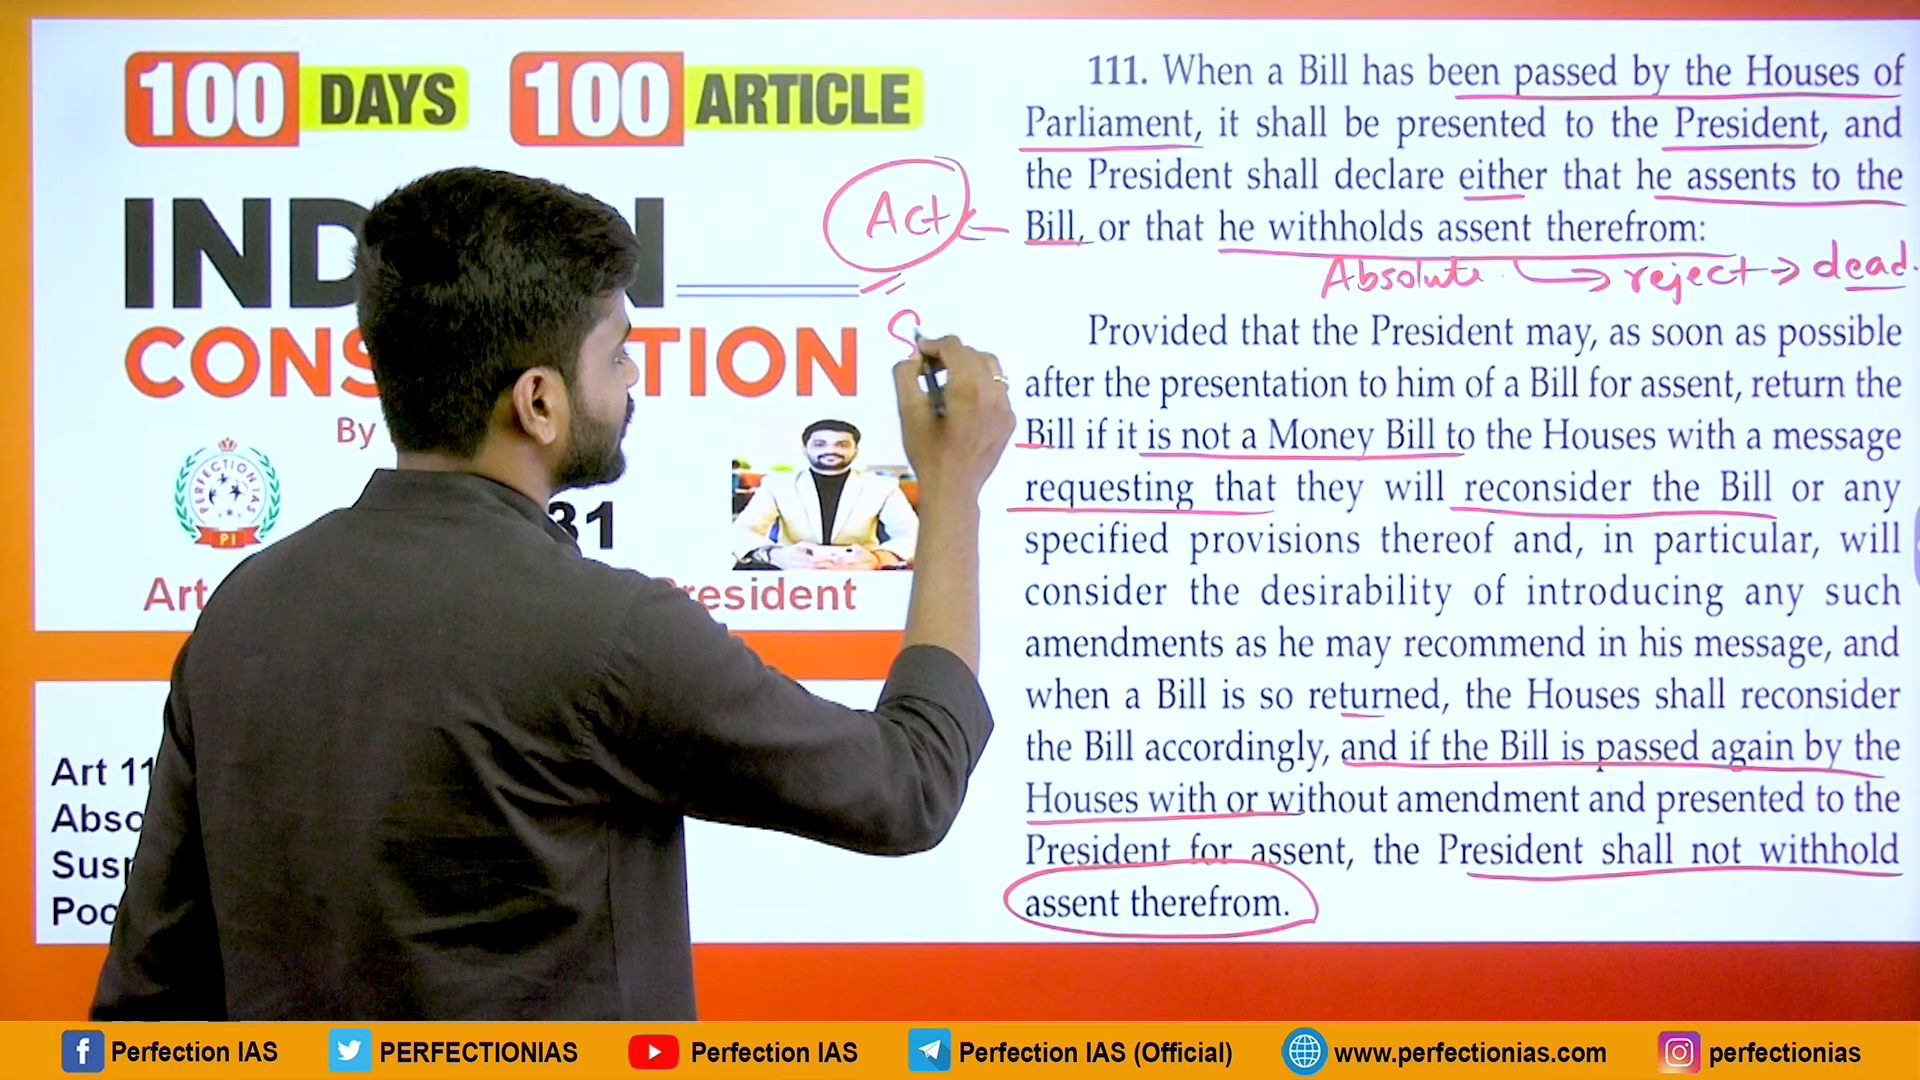 100 DAYS 100 ARTICLE
IND N
CONS TION
By
PERFECTION IAS
PI
31
Art resident
Art 11
Abso
Susp
Poc
111. When a Bill has been passed by the Houses of
Parliament, it shall be presented to the President, and
the President shall declare either that he assents to the
Bill, or that he withholds assent therefrom:
Act
Absolute reject dead.
S
Provided that the President may, as soon as possible
after the presentation to him of a Bill for assent, return the
Bill if it is not a Money Bill to the Houses with a message
requesting that they will reconsider the Bill or any
specified provisions thereof and, in particular, will
consider the desirability of introducing any such
amendments as he may recommend in his message, and
when a Bill is so returned, the Houses shall reconsider
the Bill accordingly, and if the Bill is passed again by the
Houses with or without amendment and presented to the
President for assent, the President shall not withhold
assent therefrom.
Perfection IAS PERFECTIONIAS Perfection IAS Perfection IAS (Official) www.perfectionias.com perfectionias